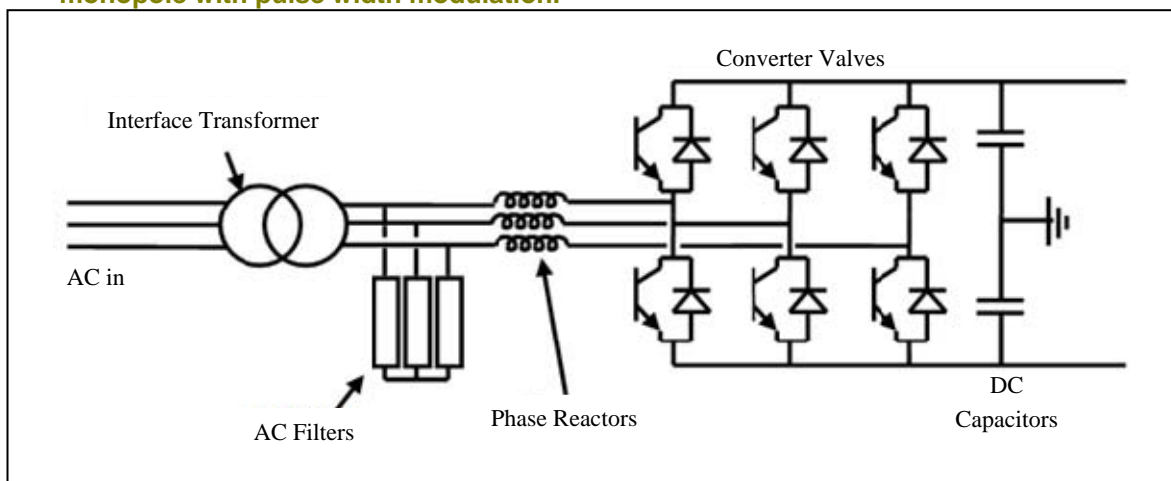 monopole with pulse width modulation.
Converter Valves
Interface Transformer
AC in
AC Filters
Phase Reactors
DC
Capacitors